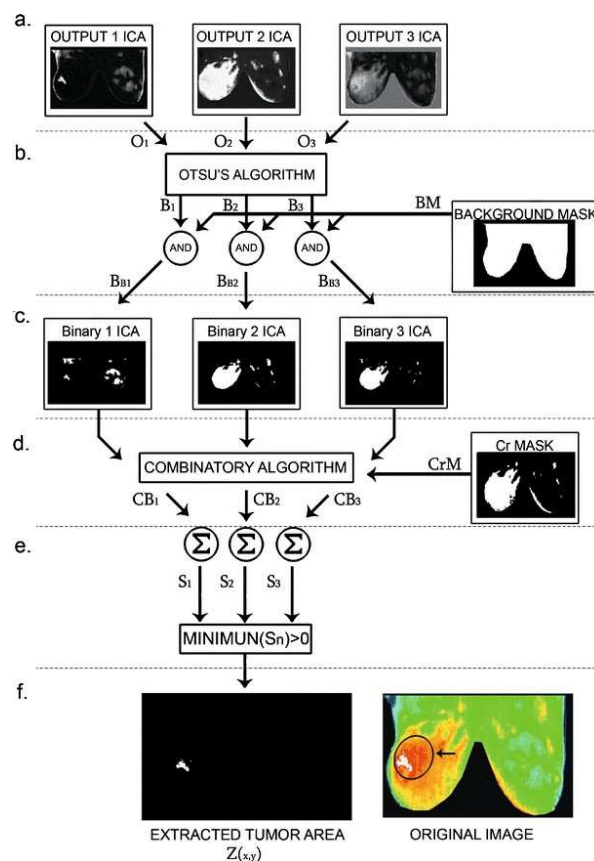 a.
OUTPUT 1 ICA
OUTPUT 2 ICA
OUTPUT 3 ICA
O1
O2
O3
b.
OTSU'S ALGORITHM
B1
B2
B3
BM
BACKGROUND MASK
AND
AND
AND
BB1
BB2
BB3
c.
Binary 1 ICA
Binary 2 ICA
Binary 3 ICA
d.
COMBINATORY ALGORITHM
CrM
Cr MASK
CB1
CB2
CB3
e.
Σ
Σ
Σ
S1
S2
S3
MINIMUN(Sn)>0
f.
EXTRACTED TUMOR AREA
Z(x,y)
ORIGINAL IMAGE